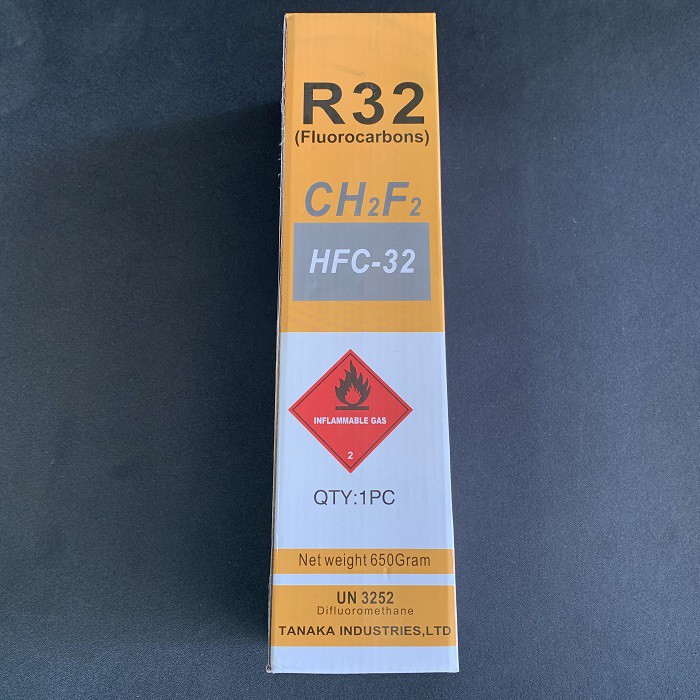 R32
(Fluorocarbons)
CH₂F₂
HFC-32
INFLAMMABLE GAS
2
QTY:1PC
Net weight 650Gram
UN 3252
Difluoromethane
TANAKA INDUSTRIES,LTD